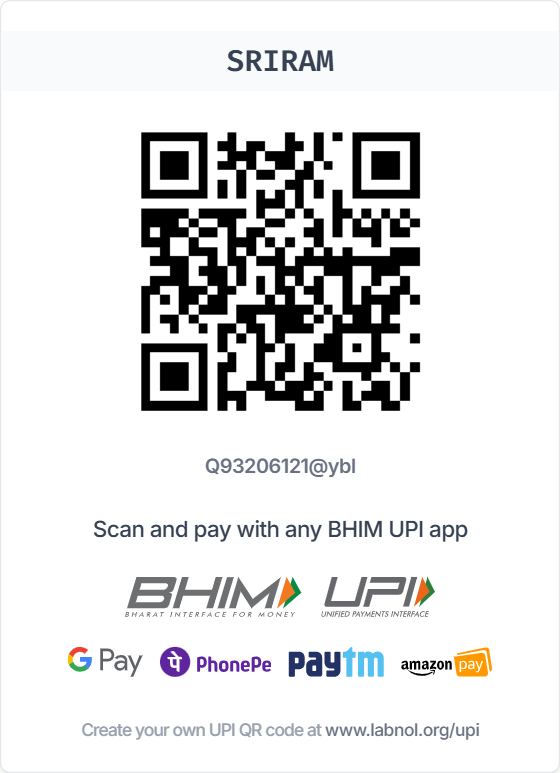 SRIRAM
Q93206121@ybl
Scan and pay with any BHIM UPI app
BHIM UPI
BHARAT INTERFACE FOR MONEY UNIFIED PAYMENTS INTERFACE
G Pay पे PhonePe paytm amazon pay
Create your own UPI QR code at www.labnol.org/upi